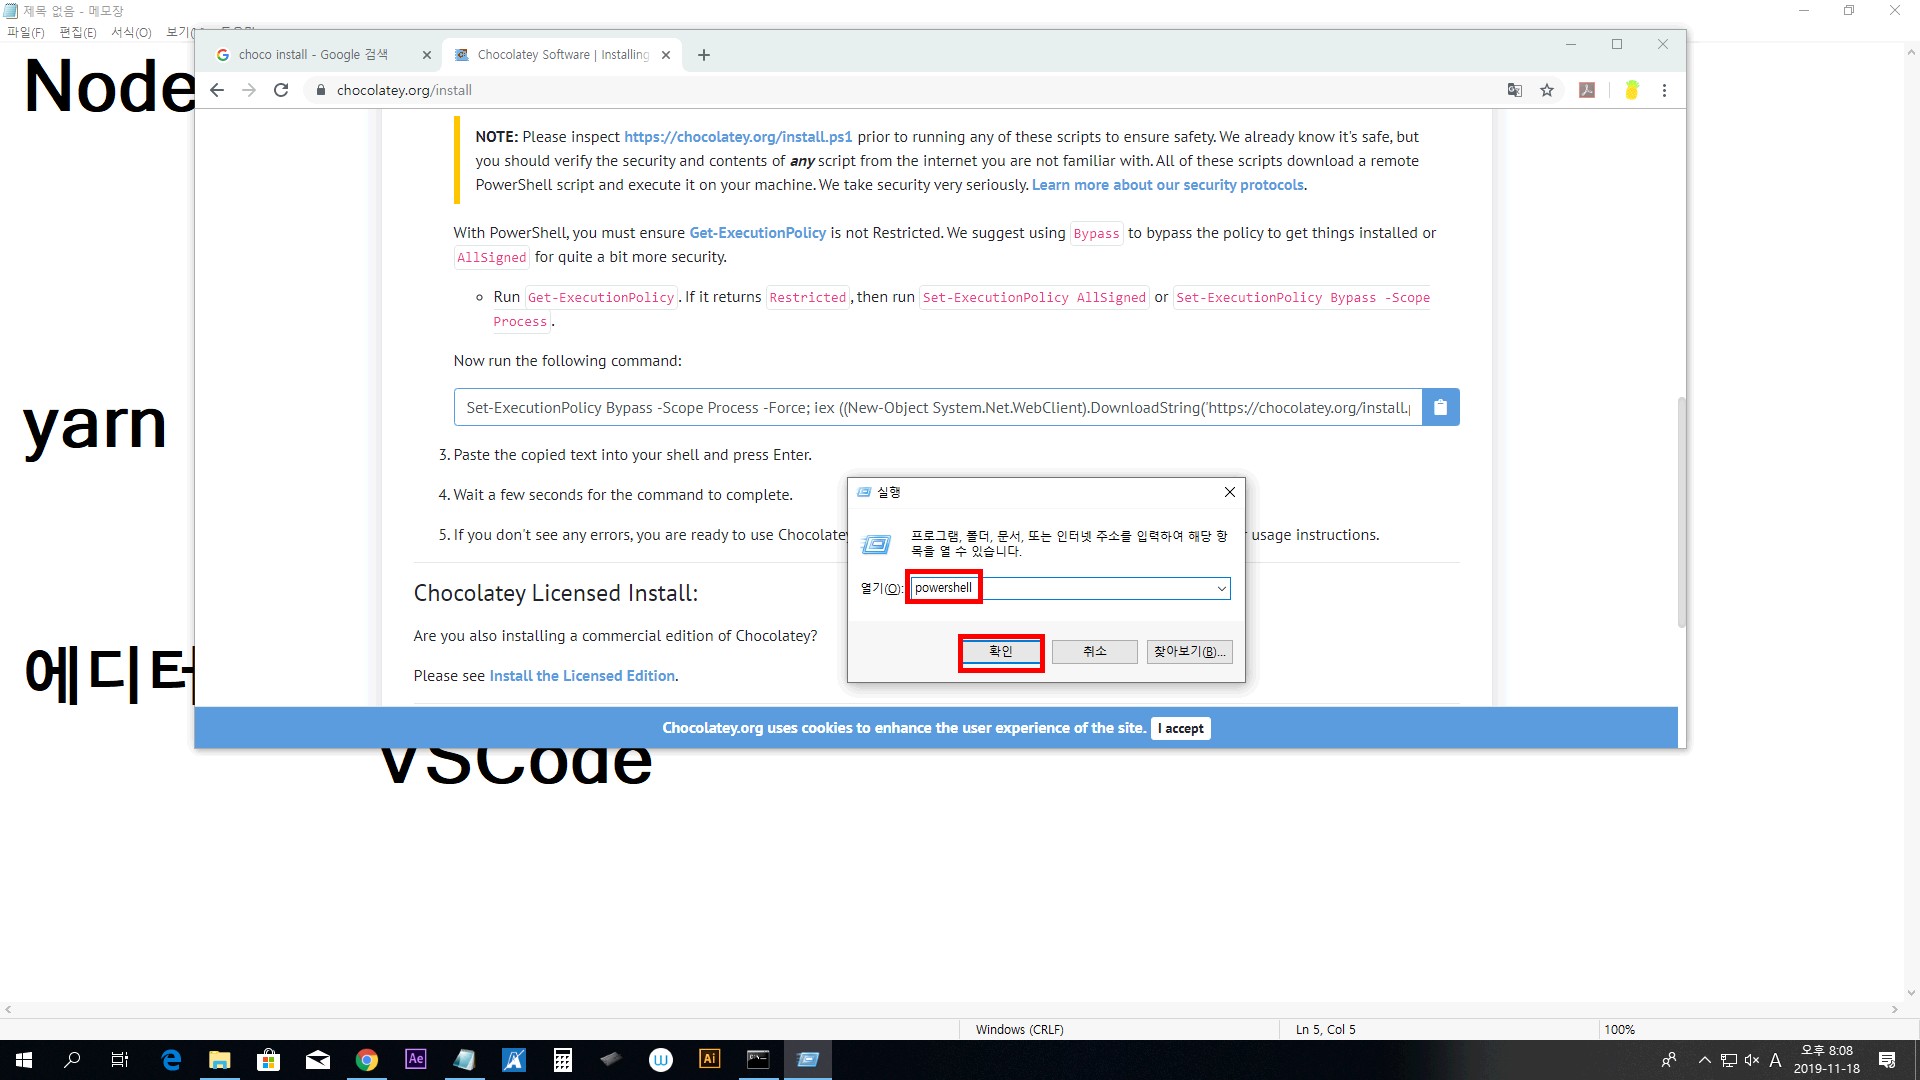 제목 없음 - 메모장
파일(F) 편집(E) 서식(O) 보기(
Node
yarn
에디터
VSCode
choco install - Google 검색
Chocolatey Software | Installing
chocolatey.org/install
NOTE: Please inspect https://chocolatey.org/install.ps1 prior to running any of these scripts to ensure safety. We already know it's safe, but
you should verify the security and contents of any script from the internet you are not familiar with. All of these scripts download a remote
PowerShell script and execute it on your machine. We take security very seriously. Learn more about our security protocols.
With PowerShell, you must ensure Get-ExecutionPolicy is not Restricted. We suggest using Bypass to bypass the policy to get things installed or
AllSigned for quite a bit more security.
Run Get-ExecutionPolicy. If it returns Restricted, then run Set-ExecutionPolicy AllSigned or Set-ExecutionPolicy Bypass -Scope
Process.
Now run the following command:
Set-ExecutionPolicy Bypass -Scope Process -Force; iex ((New-Object System.Net.WebClient).DownloadString('https://chocolatey.org/install.p
3. Paste the copied text into your shell and press Enter.
4. Wait a few seconds for the command to complete.
5. If you don't see any errors, you are ready to use Chocolatey
usage instructions.
Chocolatey Licensed Install:
Are you also installing a commercial edition of Chocolatey?
Please see Install the Licensed Edition.
Chocolatey.org uses cookies to enhance the user experience of the site. I accept
실행
프로그램, 폴더, 문서, 또는 인터넷 주소를 입력하여 해당 항
목을 열 수 있습니다.
열기(O): powershell
확인 취소 찾아보기(B)...
Windows (CRLF) Ln 5, Col 5 100%
Ae
Ai
A
오후 8:08
2019-11-18